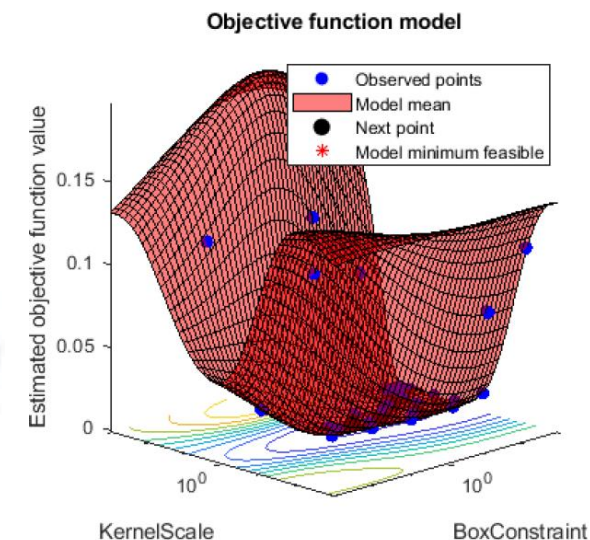 Objective function model
Observed points
Model mean
Next point
Model minimum feasible
Estimated objective function value
0.15
0.1
0.05
0
10^0
10^0
KernelScale
BoxConstraint